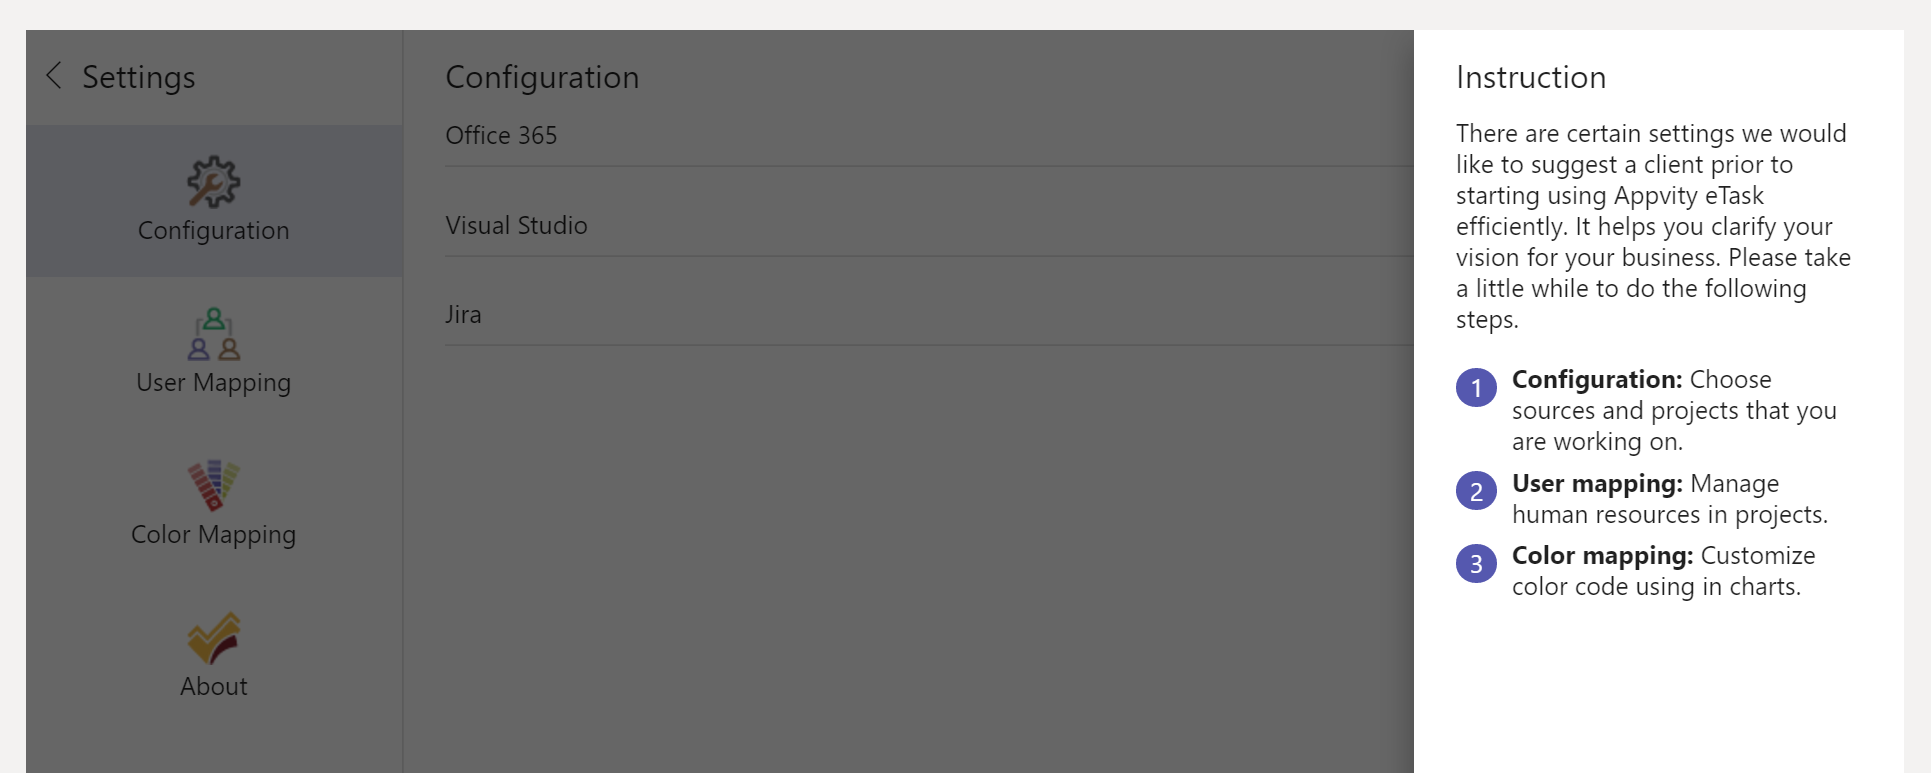 Settings
Configuration
User Mapping
Color Mapping
About
Configuration
Office 365
Visual Studio
Jira
Instruction
There are certain settings we would
like to suggest a client prior to
starting using Appvity eTask
efficiently. It helps you clarify your
vision for your business. Please take
a little while to do the following
steps.
1 Configuration: Choose
sources and projects that you
are working on.
2 User mapping: Manage
human resources in projects.
3 Color mapping: Customize
color code using in charts.